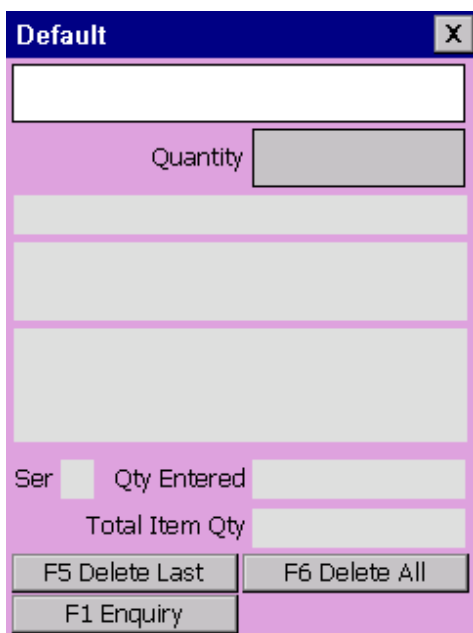 Default X
Quantity
Ser Qty Entered
Total Item Qty
F5 Delete Last F6 Delete All
F1 Enquiry